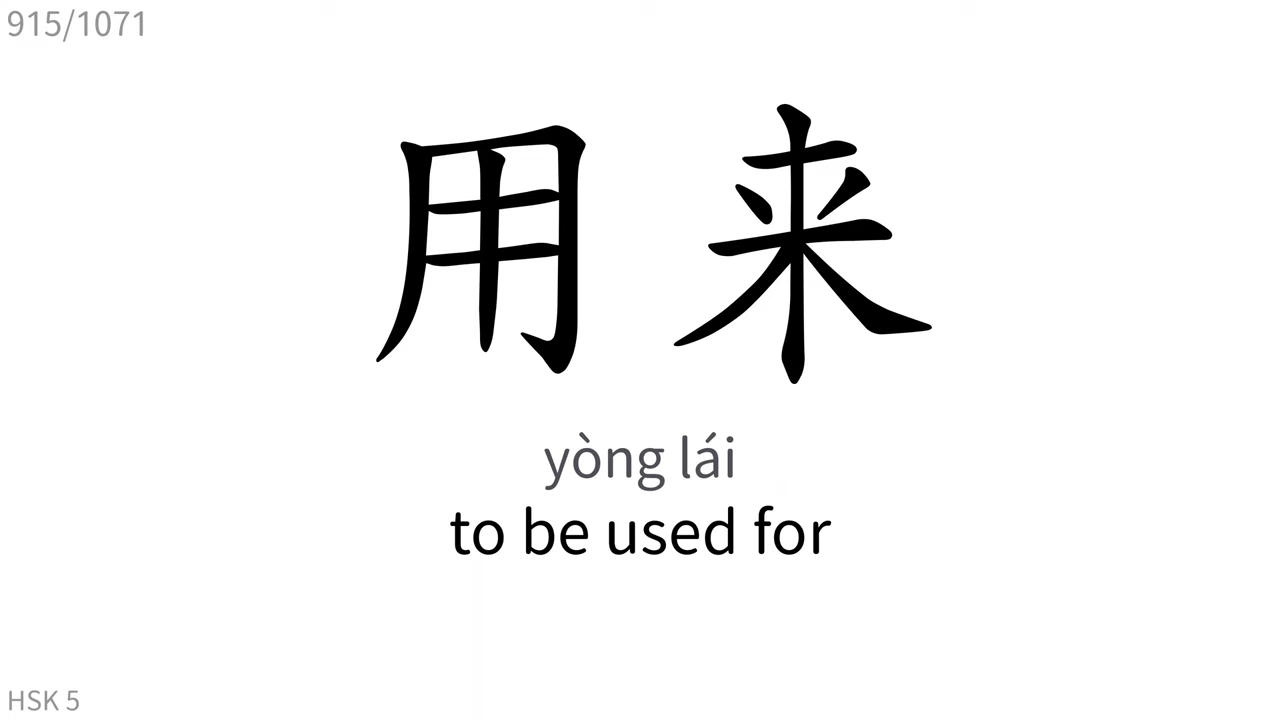 915/1071
用来
yòng lái
to be used for
HSK 5